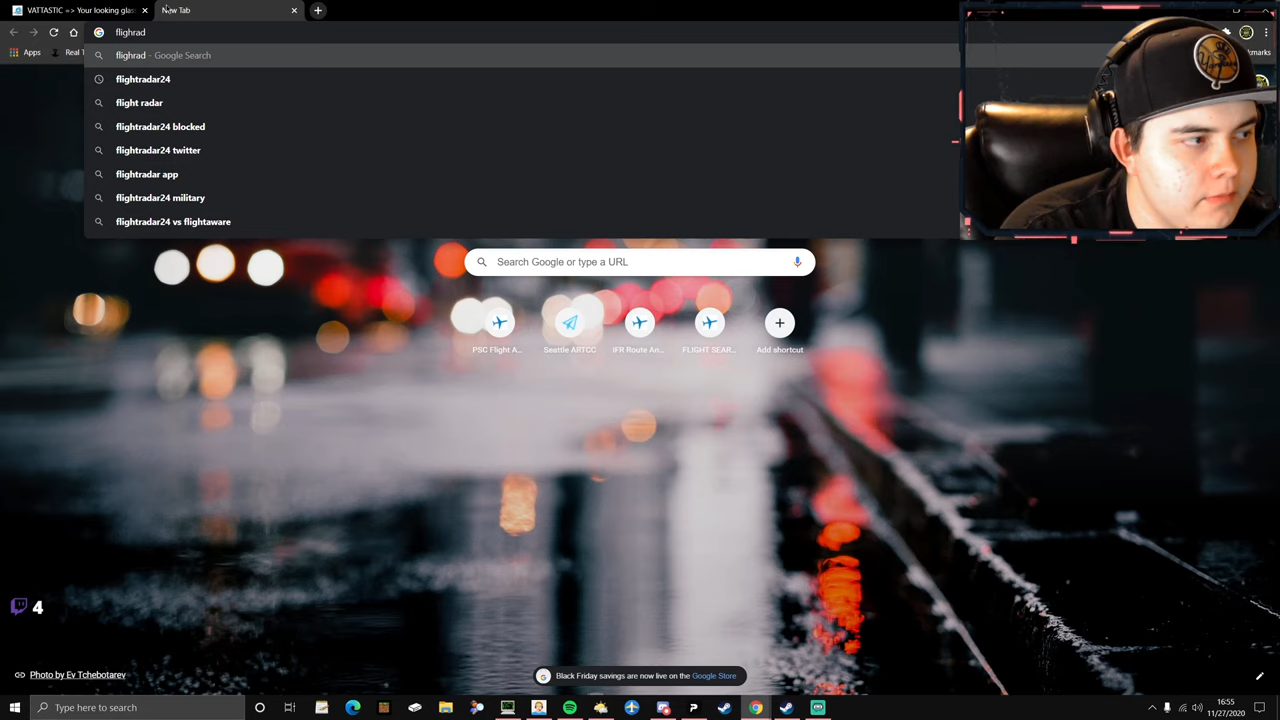 VATTASTIC => Your looking glas
New Tab
flighrad
Apps
Real T
kmarks
flighrad - Google Search
flightradar24
flight radar
flightradar24 blocked
flightradar24 twitter
flightradar app
flightradar24 military
flightradar24 vs flightaware
Search Google or type a URL
PSC Flight A...
Seattle ARTCC
IFR Route An...
FLIGHT SEAR...
Add shortcut
4
Photo by Ev Tchebotarev
Black Friday savings are now live on the Google Store
Type here to search
16:55
11/27/2020